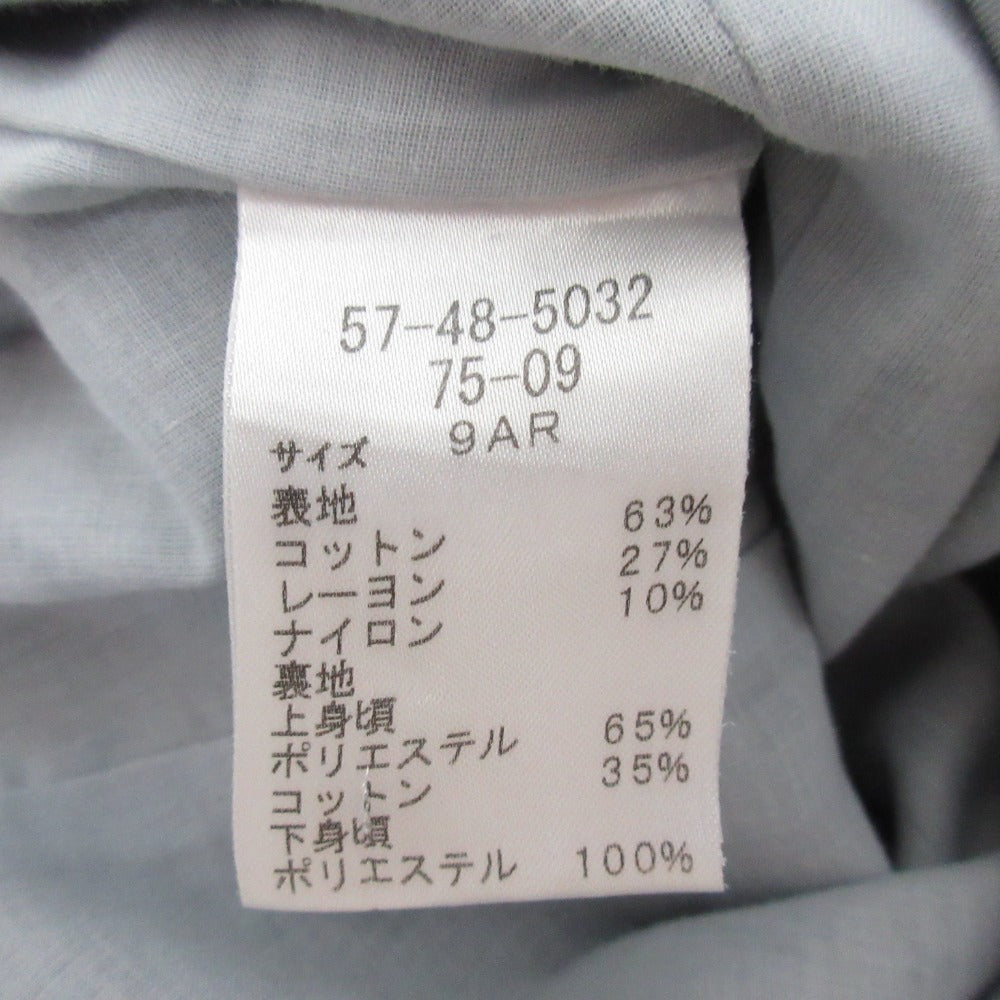 57-48-5032
75-09
サイズ 9AR
表地
コットン 63%
レーヨン 27%
ナイロン 10%
裏地
上身頃
ポリエステル 65%
コットン 35%
下身頃
ポリエステル 100%